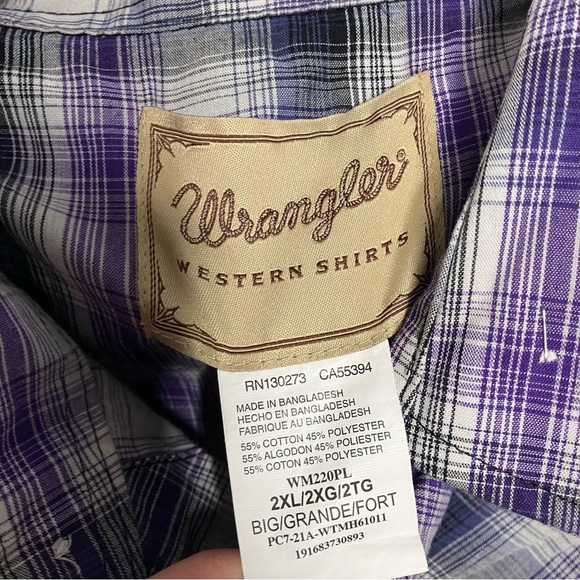 Wrangler®
WESTERN SHIRTS
RN130273 CA55394
MADE IN BANGLADESH
HECHO EN BANGLADESH
FABRIQUE AU BANGLADESH
55% COTTON 45% POLYESTER
55% ALGODON 45% POLIESTER
55% COTON 45% POLYESTER
WM220PL
2XL/2XG/2TG
BIG/GRANDE/FORT
PC7-21A-WTMH61011
191683730893